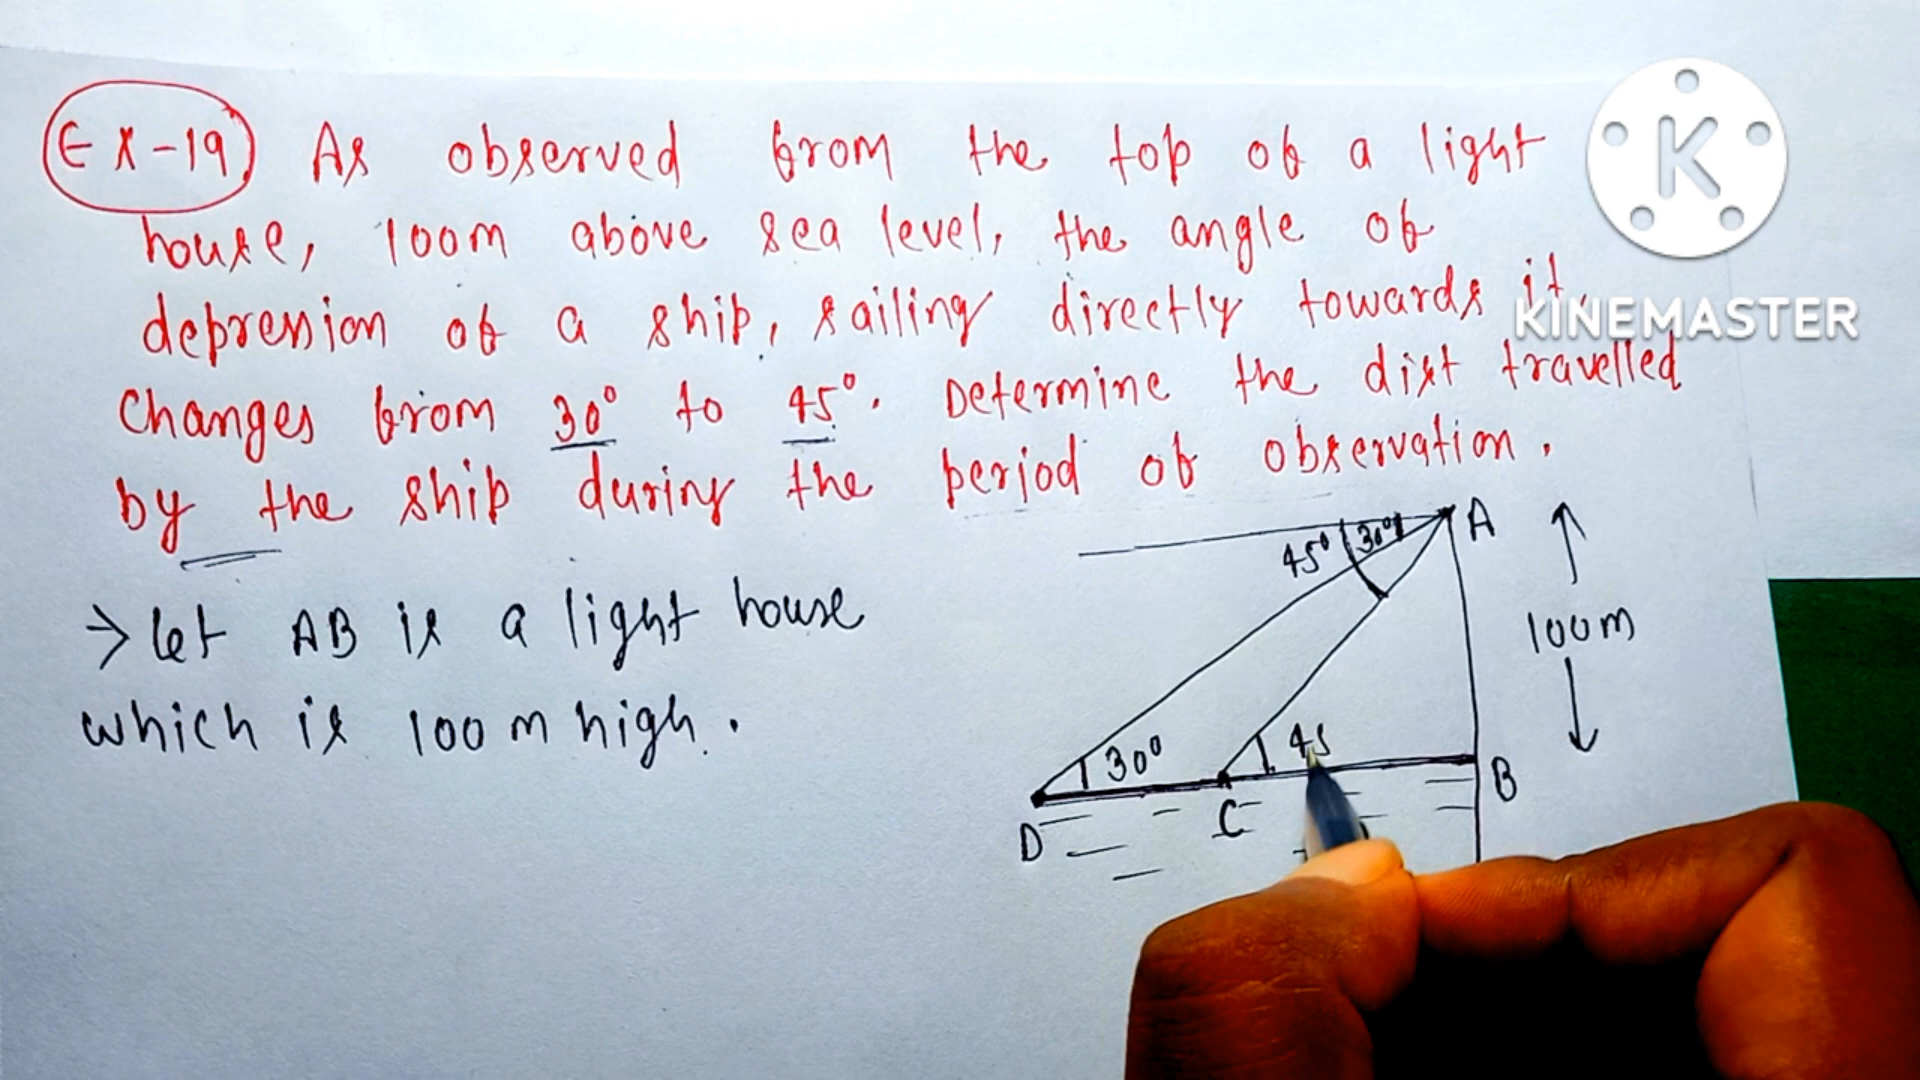 Ex-19 As observed from the top of a light
house, 100m above sea level, the angle of
depression of a ship, sailing directly towards it,
changes from 30° to 45°. Determine the dist travelled
by the ship during the period of observation.
→ let AB is a light house
which is 100 m high.
45° 30° A
100m
30° 45
D C B
K
KINEMASTER